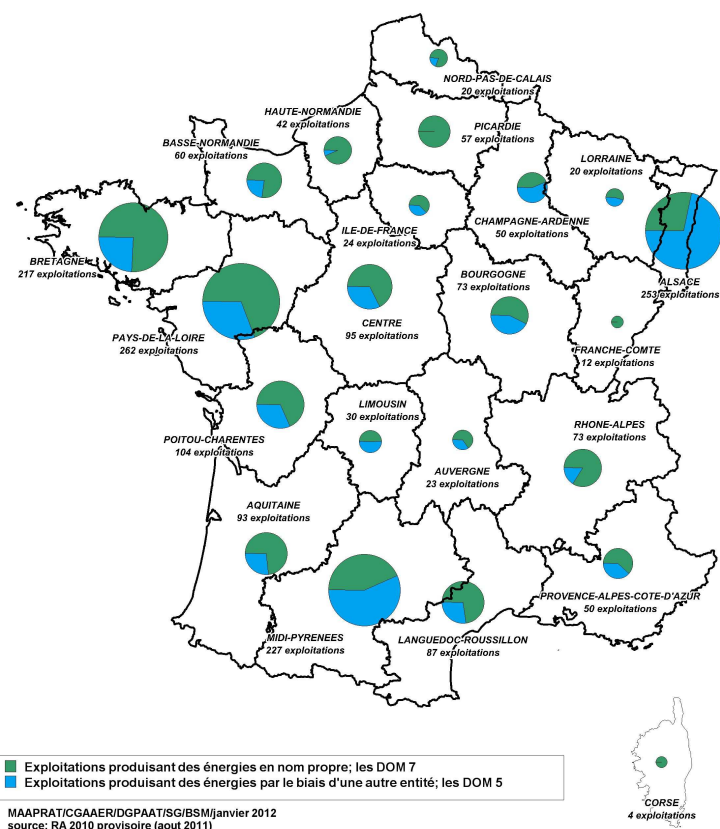 NORD-PAS-DE-CALAIS
20 exploitations
HAUTE-NORMANDIE
42 exploitations
PICARDIE
57 exploitations
BASSE-NORMANDIE
60 exploitations
LORRAINE
20 exploitations
ILE-DE-FRANCE
24 exploitations
CHAMPAGNE-ARDENNE
50 exploitations
BRETAGNE
217 exploitations
BOURGOGNE
73 exploitations
ALSACE
253 exploitations
PAYS-DE-LA-LOIRE
262 exploitations
CENTRE
95 exploitations
FRANCHE-COMTE
12 exploitations
LIMOUSIN
30 exploitations
POITOU-CHARENTES
104 exploitations
RHONE-ALPES
73 exploitations
AUVERGNE
23 exploitations
AQUITAINE
93 exploitations
PROVENCE-ALPES-COTE-D'AZUR
50 exploitations
MIDI-PYRENEES
227 exploitations
LANGUEDOC-ROUSSILLON
87 exploitations
Exploitations produisant des énergies en nom propre; les DOM 7
Exploitations produisant des énergies par le biais d'une autre entité; les DOM 5
CORSE
4 exploitations
MAAPRAT/CGAAER/DGPAAT/SG/BSM/janvier 2012
source: RA 2010 provisoire (aout 2011)